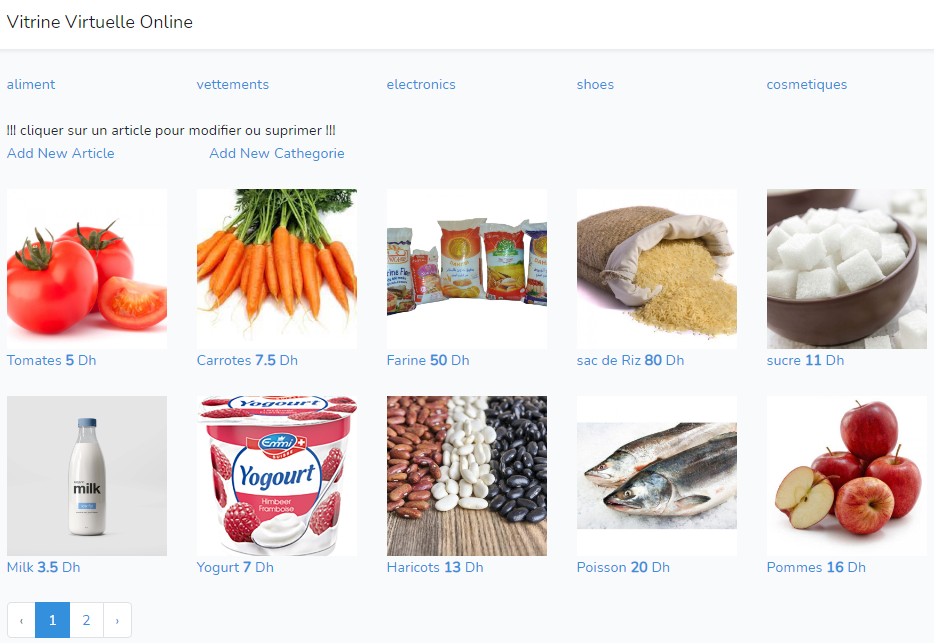 Vitrine Virtuelle Online
aliment vettements electronics shoes cosmetiques
!!! cliquer sur un article pour modifier ou suprimer !!!
Add New Article Add New Cathegorie
Tomates 5 Dh Carrotes 7.5 Dh Farine 50 Dh sac de Riz 80 Dh sucre 11 Dh
milk
Yogourt
Emmi
SUISSE
Yogourt
Himbeer
Framboise
Milk 3.5 Dh Yogurt 7 Dh Haricots 13 Dh Poisson 20 Dh Pommes 16 Dh
‹ 1 2 ›